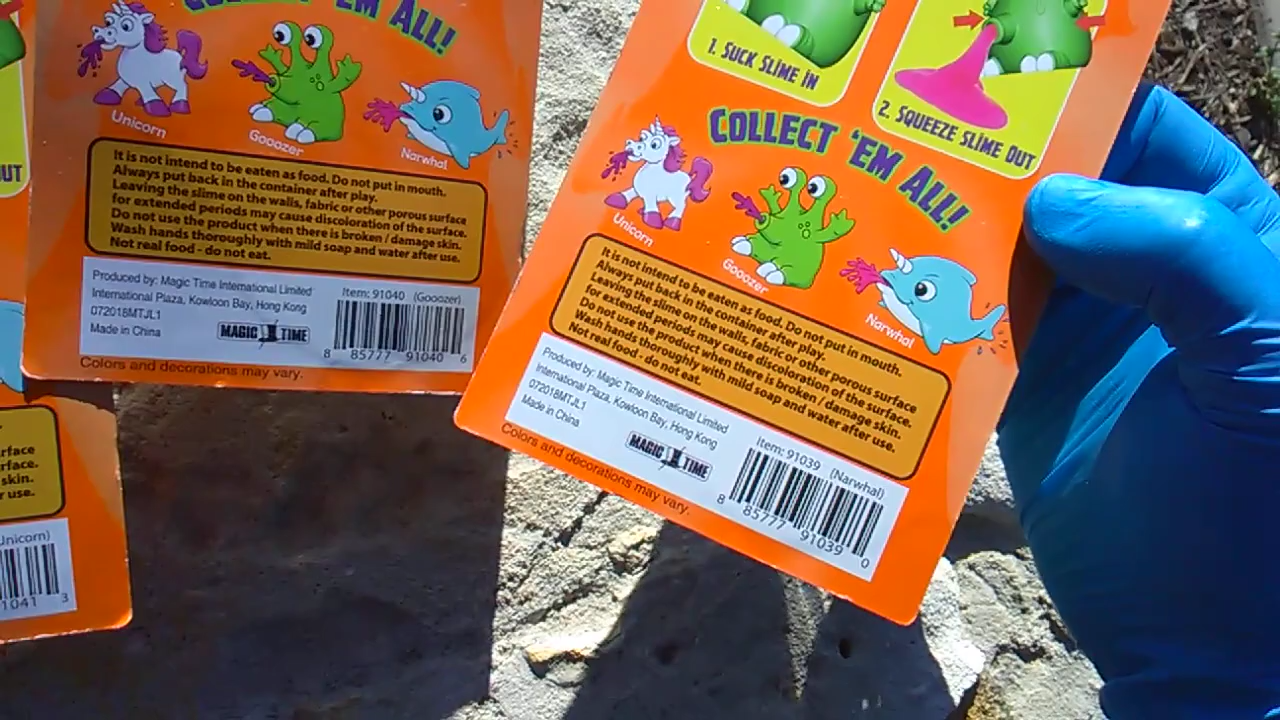 COLLECT 'EM ALL!
Unicorn
Gooozer
Narwhal
It is not intend to be eaten as food. Do not put in mouth.
Always put back in the container after play.
Leaving the slime on the walls, fabric or other porous surface
for extended periods may cause discoloration of the surface.
Do not use the product when there is broken / damage skin.
Wash hands thoroughly with mild soap and water after use.
Not real food - do not eat.
Produced by: Magic Time International Limited
International Plaza, Kowloon Bay, Hong Kong
072018MTJL1
Made in China
MAGIC TIME
Item: 91040 (Gooozer)
8 85777 91040 6
Colors and decorations may vary.
UT
rface
rface.
skin.
r use.
Unicorn)
1041 3
1. SUCK SLIME IN
2. SQUEEZE SLIME OUT
COLLECT 'EM ALL!
Unicorn
Gooozer
Narwhal
It is not intend to be eaten as food. Do not put in mouth.
Always put back in the container after play.
Leaving the slime on the walls, fabric or other porous surface
for extended periods may cause discoloration of the surface.
Do not use the product when there is broken / damage skin.
Wash hands thoroughly with mild soap and water after use.
Not real food - do not eat.
Produced by: Magic Time International Limited
International Plaza, Kowloon Bay, Hong Kong
072018MTJL1
Made in China
MAGIC TIME
Item: 91039 (Narwhal)
8 85777 91039 0
Colors and decorations may vary.